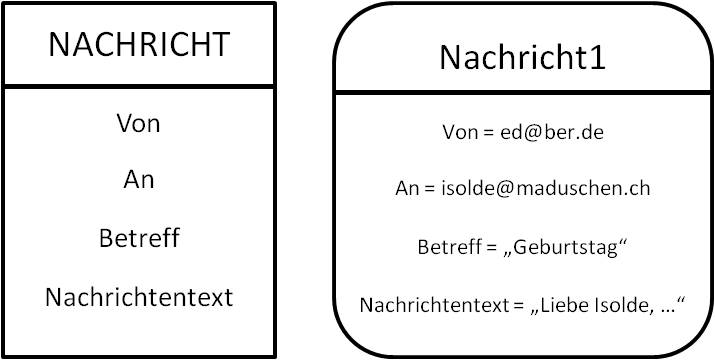 NACHRICHT
Von
An
Betreff
Nachrichtentext
Nachricht1
Von = ed@ber.de
An = isolde@maduschen.ch
Betreff = „Geburtstag“
Nachrichtentext = „Liebe Isolde, …“